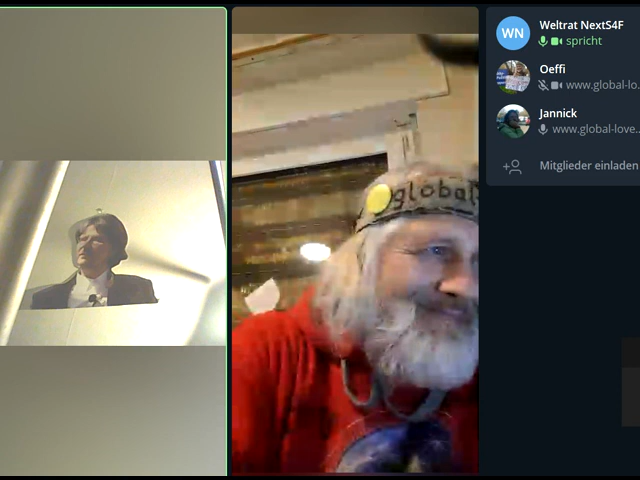 global
WN
Weltrat NextS4F
spricht
Oeffi
www.global-lo...
Jannick
www.global-love...
Mitglieder einladen